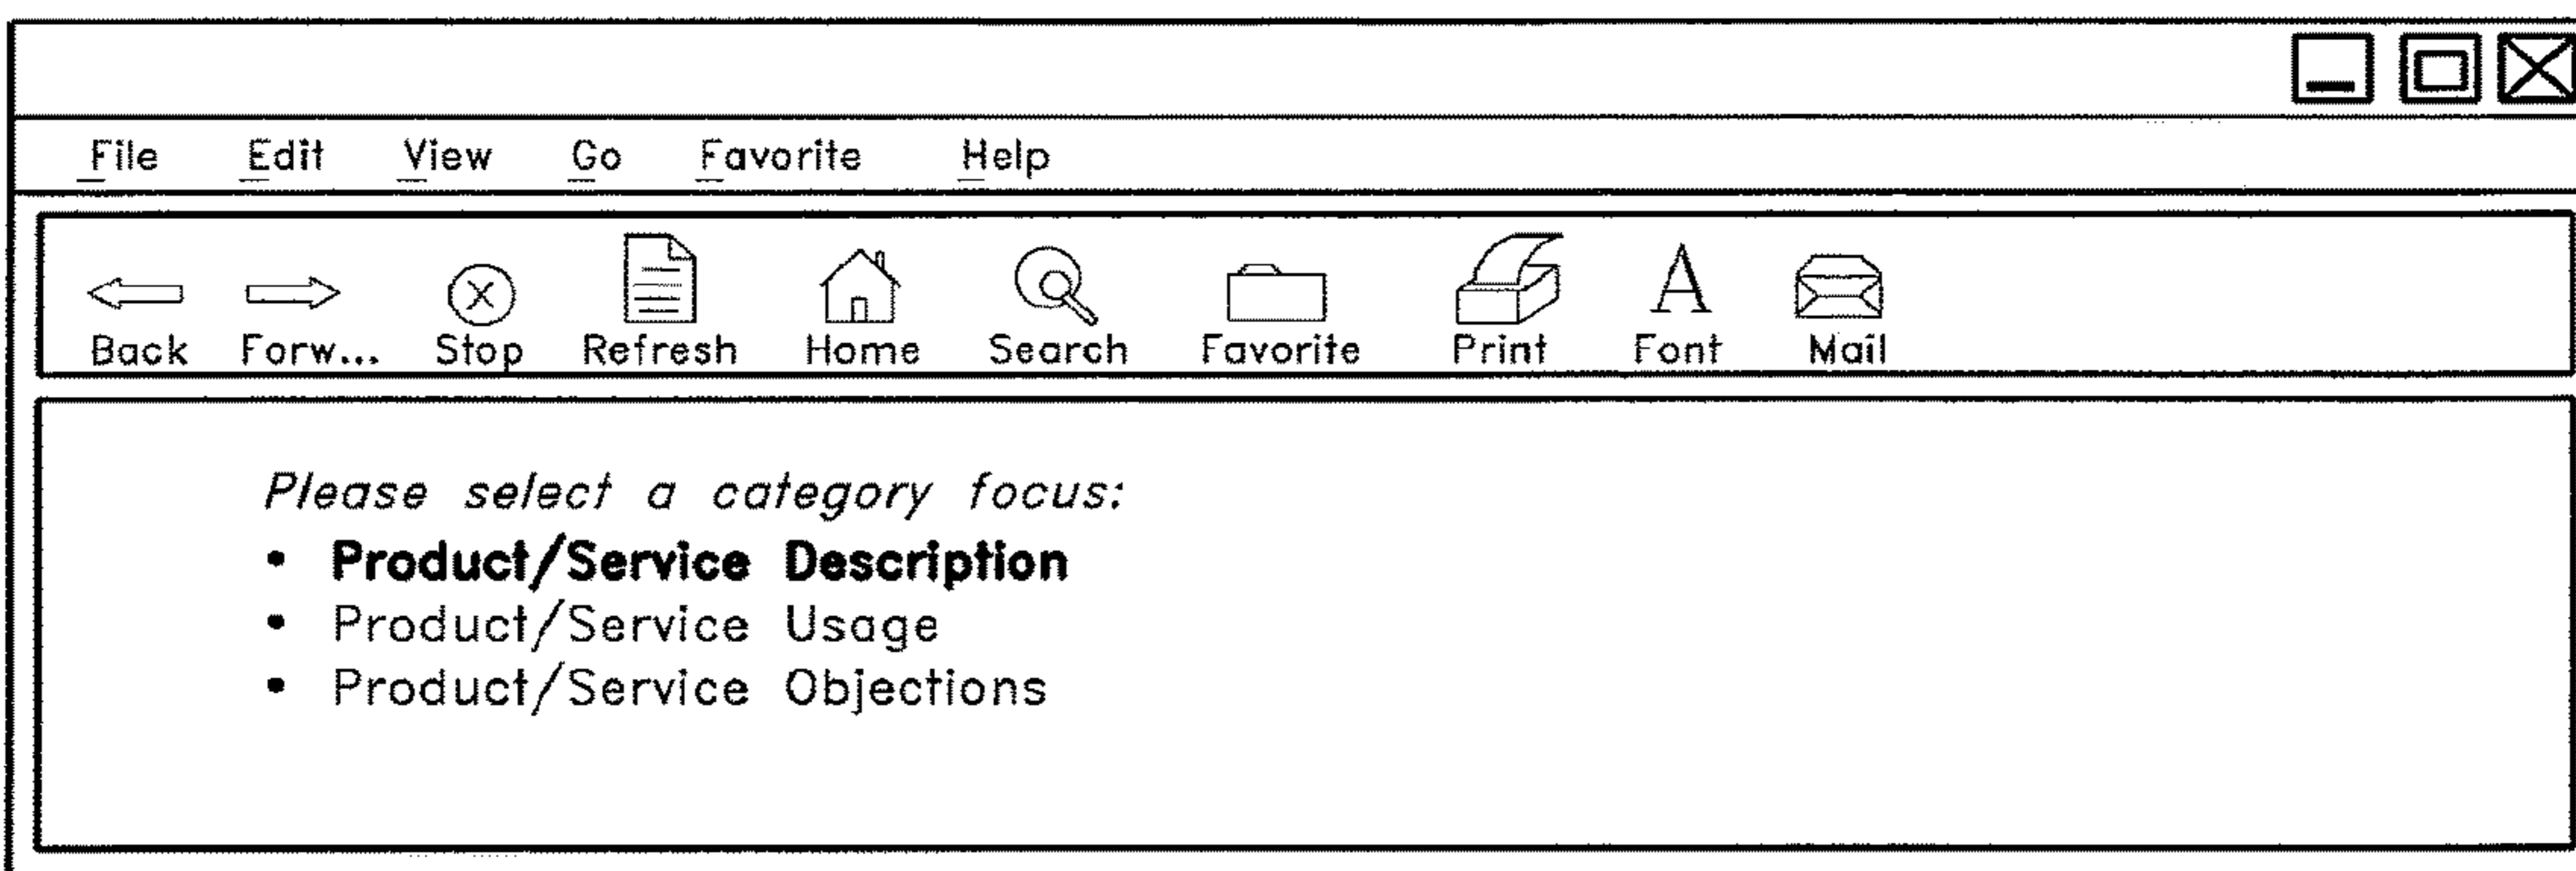 File Edit View Go Favorite Help
Back Forw... Stop Refresh Home Search Favorite Print Font Mail
Please select a category focus:
• Product/Service Description
• Product/Service Usage
• Product/Service Objections